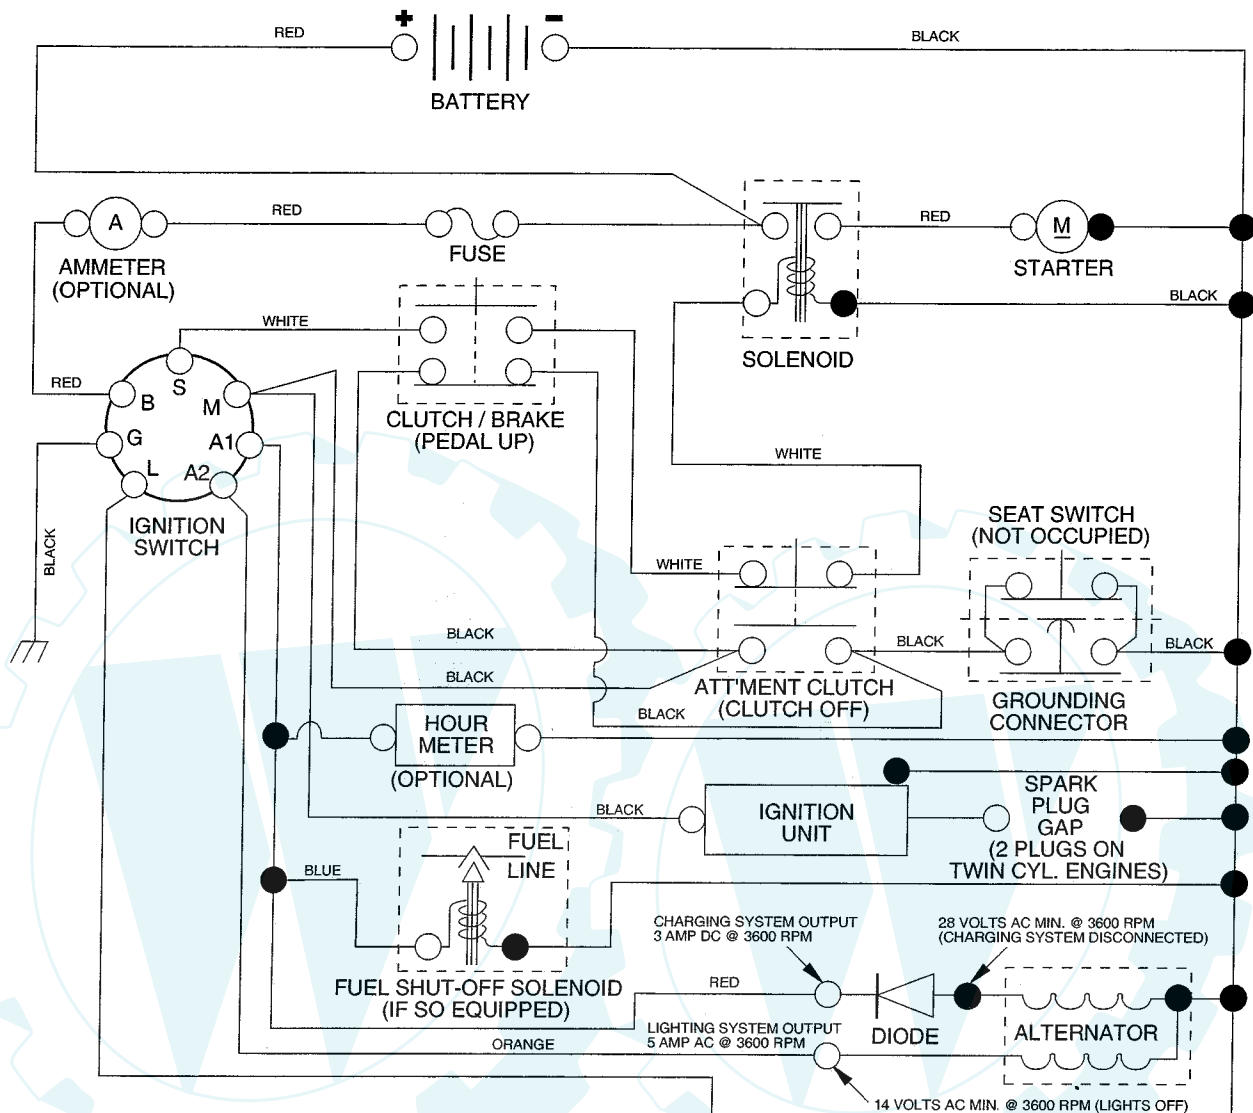 + −
RED
BLACK
BATTERY
RED
A
FUSE
RED
M
AMMETER
(OPTIONAL)
STARTER
BLACK
WHITE
SOLENOID
RED
S
B
M
G
A1
L
A2
CLUTCH / BRAKE
(PEDAL UP)
WHITE
IGNITION
SWITCH
BLACK
SEAT SWITCH
(NOT OCCUPIED)
WHITE
BLACK
BLACK
BLACK
BLACK
ATT'MENT CLUTCH
(CLUTCH OFF)
BLACK
GROUNDING
CONNECTOR
HOUR
METER
(OPTIONAL)
BLACK
IGNITION
UNIT
SPARK
PLUG
GAP
(2 PLUGS ON
TWIN CYL. ENGINES)
FUEL
LINE
BLUE
CHARGING SYSTEM OUTPUT
3 AMP DC @ 3600 RPM
28 VOLTS AC MIN. @ 3600 RPM
(CHARGING SYSTEM DISCONNECTED)
FUEL SHUT-OFF SOLENOID
(IF SO EQUIPPED)
RED
DIODE
ALTERNATOR
LIGHTING SYSTEM OUTPUT
5 AMP AC @ 3600 RPM
ORANGE
14 VOLTS AC MIN. @ 3600 RPM (LIGHTS OFF)